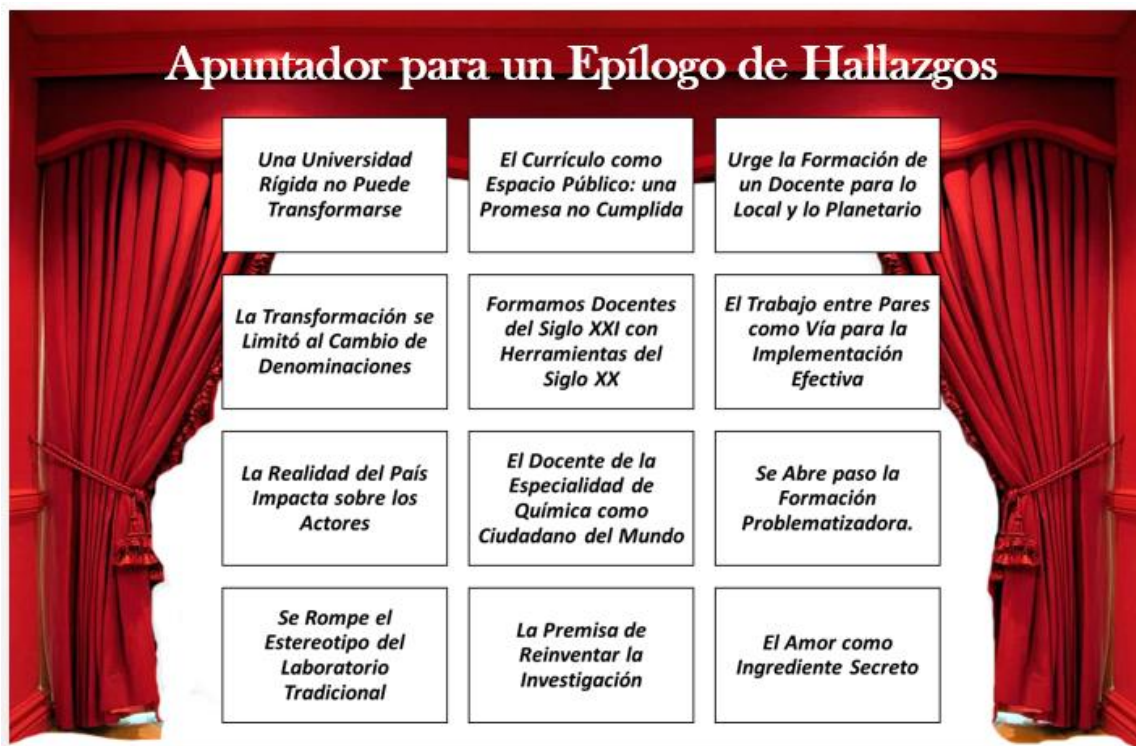 Apuntador para un Epílogo de Hallazgos
Una Universidad
Rígida no Puede
Transformarse
El Currículo como
Espacio Público: una
Promesa no Cumplida
Urge la Formación de
un Docente para lo
Local y lo Planetario
La Transformación se
Limitó al Cambio de
Denominaciones
Formamos Docentes
del Siglo XXI con
Herramientas del
Siglo XX
El Trabajo entre Pares
como Vía para la
Implementación
Efectiva
La Realidad del País
Impacta sobre los
Actores
El Docente de la
Especialidad de
Química como
Ciudadano del Mundo
Se Abre paso la
Formación
Problematizadora.
Se Rompe el
Estereotipo del
Laboratorio
Tradicional
La Premisa de
Reinventar la
Investigación
El Amor como
Ingrediente Secreto